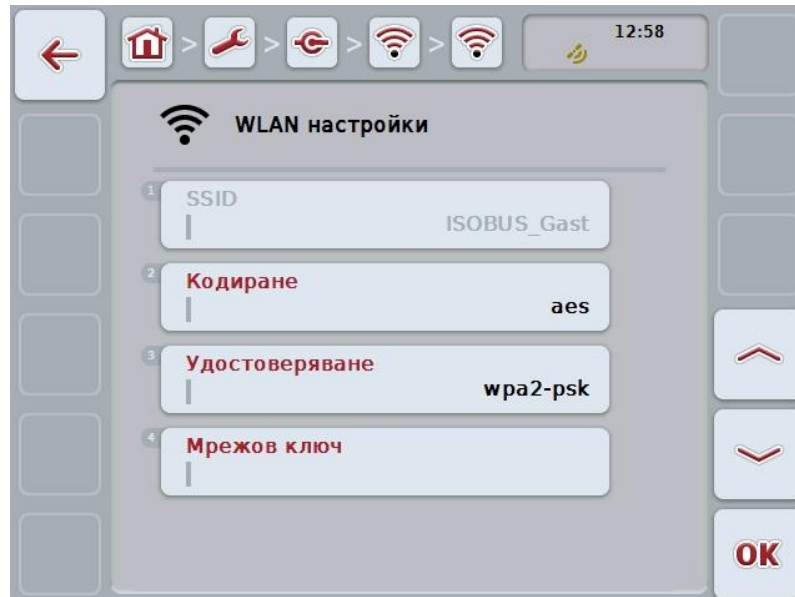 12:58
WLAN настройки
1
SSID
ISOBUS_Gast
2
Кодиране
aes
3
Удостоверяване
wpa2-psk
4
Мрежов ключ
OK